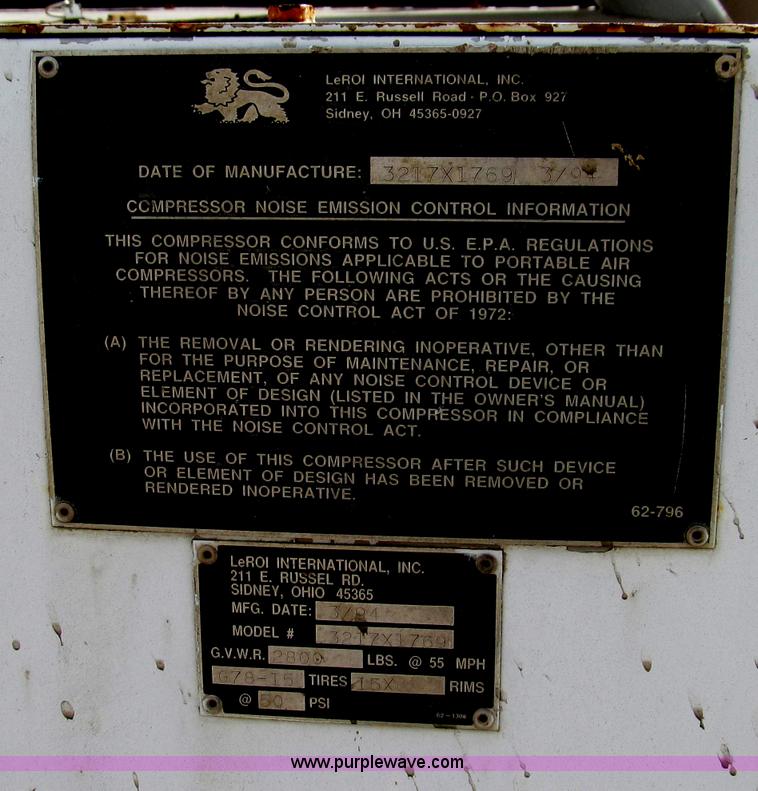 LeROI INTERNATIONAL, INC.
211 E. Russell Road · P.O. Box 927
Sidney, OH 45365-0927
DATE OF MANUFACTURE: 3217X1769 3/94
COMPRESSOR NOISE EMISSION CONTROL INFORMATION
THIS COMPRESSOR CONFORMS TO U.S. E.P.A. REGULATIONS
FOR NOISE EMISSIONS APPLICABLE TO PORTABLE AIR
COMPRESSORS. THE FOLLOWING ACTS OR THE CAUSING
THEREOF BY ANY PERSON ARE PROHIBITED BY THE
NOISE CONTROL ACT OF 1972:
(A) THE REMOVAL OR RENDERING INOPERATIVE, OTHER THAN
FOR THE PURPOSE OF MAINTENANCE, REPAIR, OR
REPLACEMENT, OF ANY NOISE CONTROL DEVICE OR
ELEMENT OF DESIGN (LISTED IN THE OWNER'S MANUAL)
INCORPORATED INTO THIS COMPRESSOR IN COMPLIANCE
WITH THE NOISE CONTROL ACT.
(B) THE USE OF THIS COMPRESSOR AFTER SUCH DEVICE
OR ELEMENT OF DESIGN HAS BEEN REMOVED OR
RENDERED INOPERATIVE.
62-796
LeROI INTERNATIONAL, INC.
211 E. RUSSEL RD.
SIDNEY, OHIO 45365
MFG. DATE: 3/94
MODEL # 3217X1769
G.V.W.R. 2800 LBS. @ 55 MPH
G78-15 TIRES RIMS
@ 50 PSI
www.purplewave.com